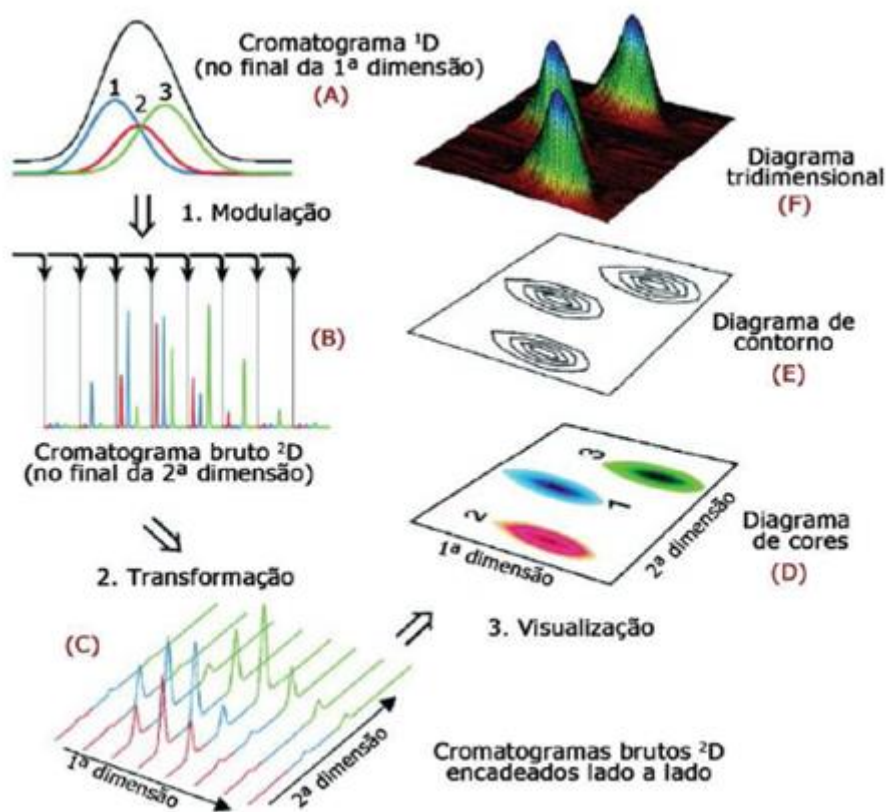 Cromatograma ¹D
(no final da 1ª dimensão)
(A)
1 2 3
1. Modulação
(B)
Cromatograma bruto ²D
(no final da 2ª dimensão)
2. Transformação
(C)
1ª dimensão
2ª dimensão
Cromatogramas brutos ²D
encadeados lado a lado
3. Visualização
Diagrama
tridimensional
(F)
Diagrama de
contorno
(E)
3
1
2
1ª dimensão
2ª dimensão
Diagrama
de cores
(D)